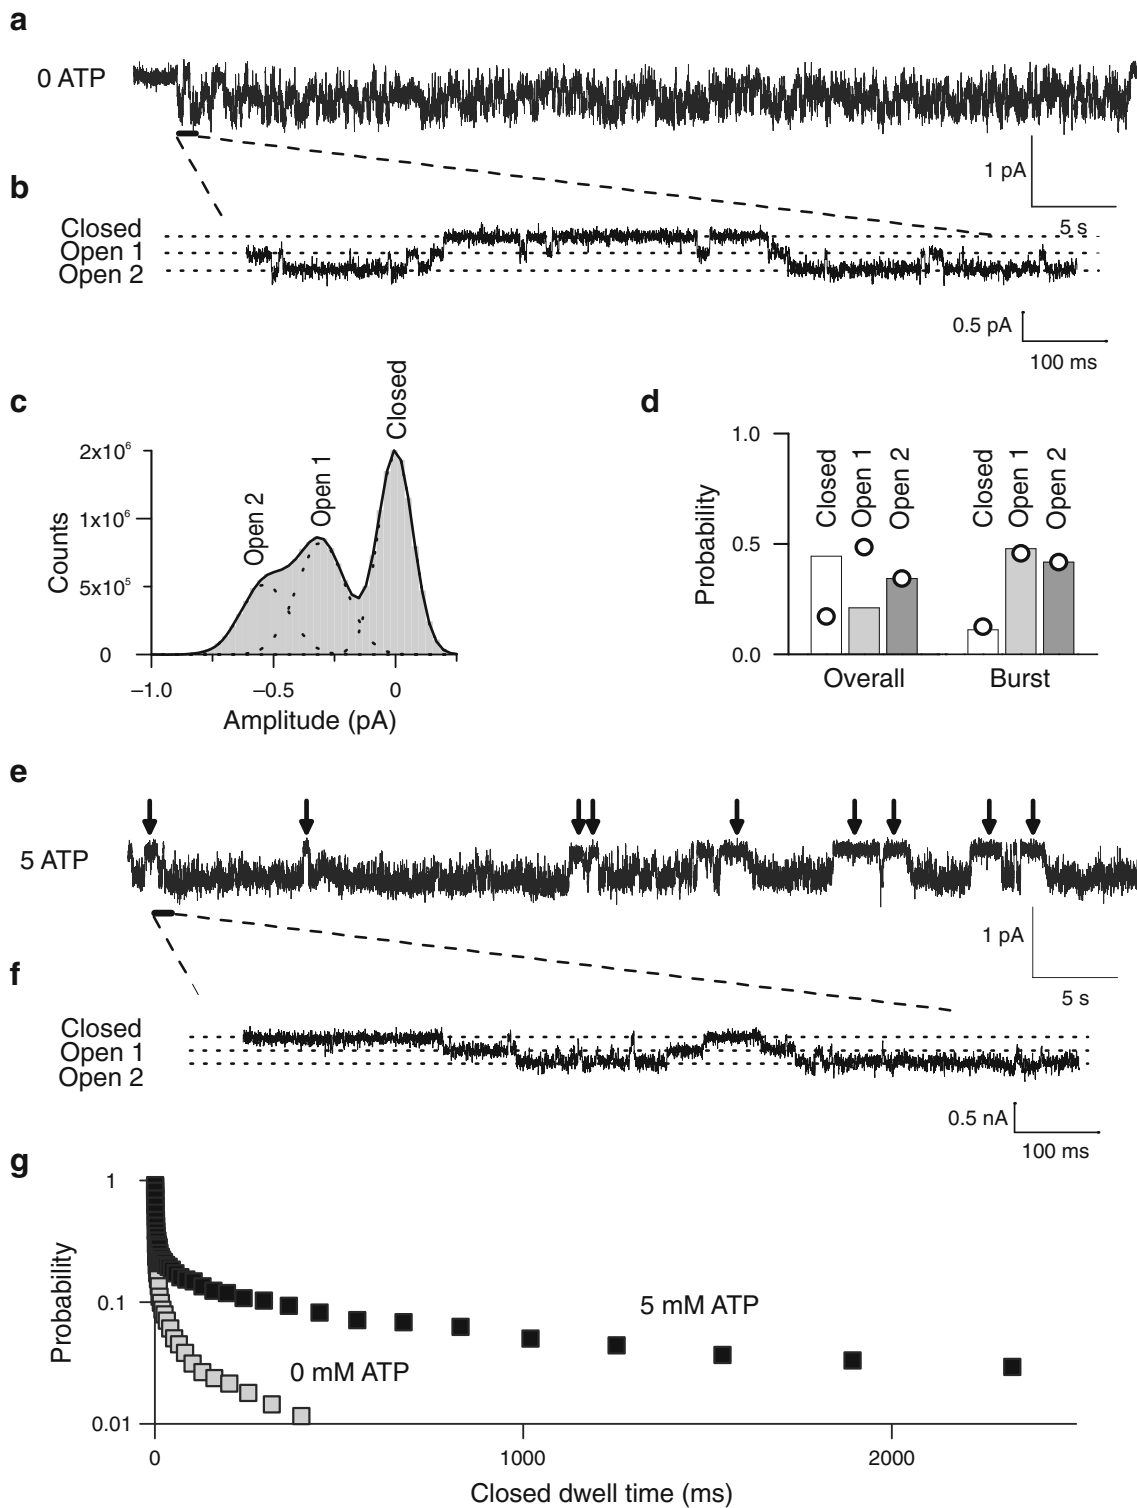 a
0 ATP
1 pA
5 s
b
Closed
Open 1
Open 2
0.5 pA
100 ms
c
Counts
2x10⁶
1x10⁶
5x10⁵
0
Open 2
Open 1
Closed
−1.0
−0.5
0
Amplitude (pA)
d
Probability
1.0
0.5
0.0
Closed
Open 1
Open 2
Closed
Open 1
Open 2
Overall
Burst
e
5 ATP
1 pA
5 s
f
Closed
Open 1
Open 2
0.5 nA
100 ms
g
Probability
1
0.1
0.01
5 mM ATP
0 mM ATP
0
1000
2000
Closed dwell time (ms)